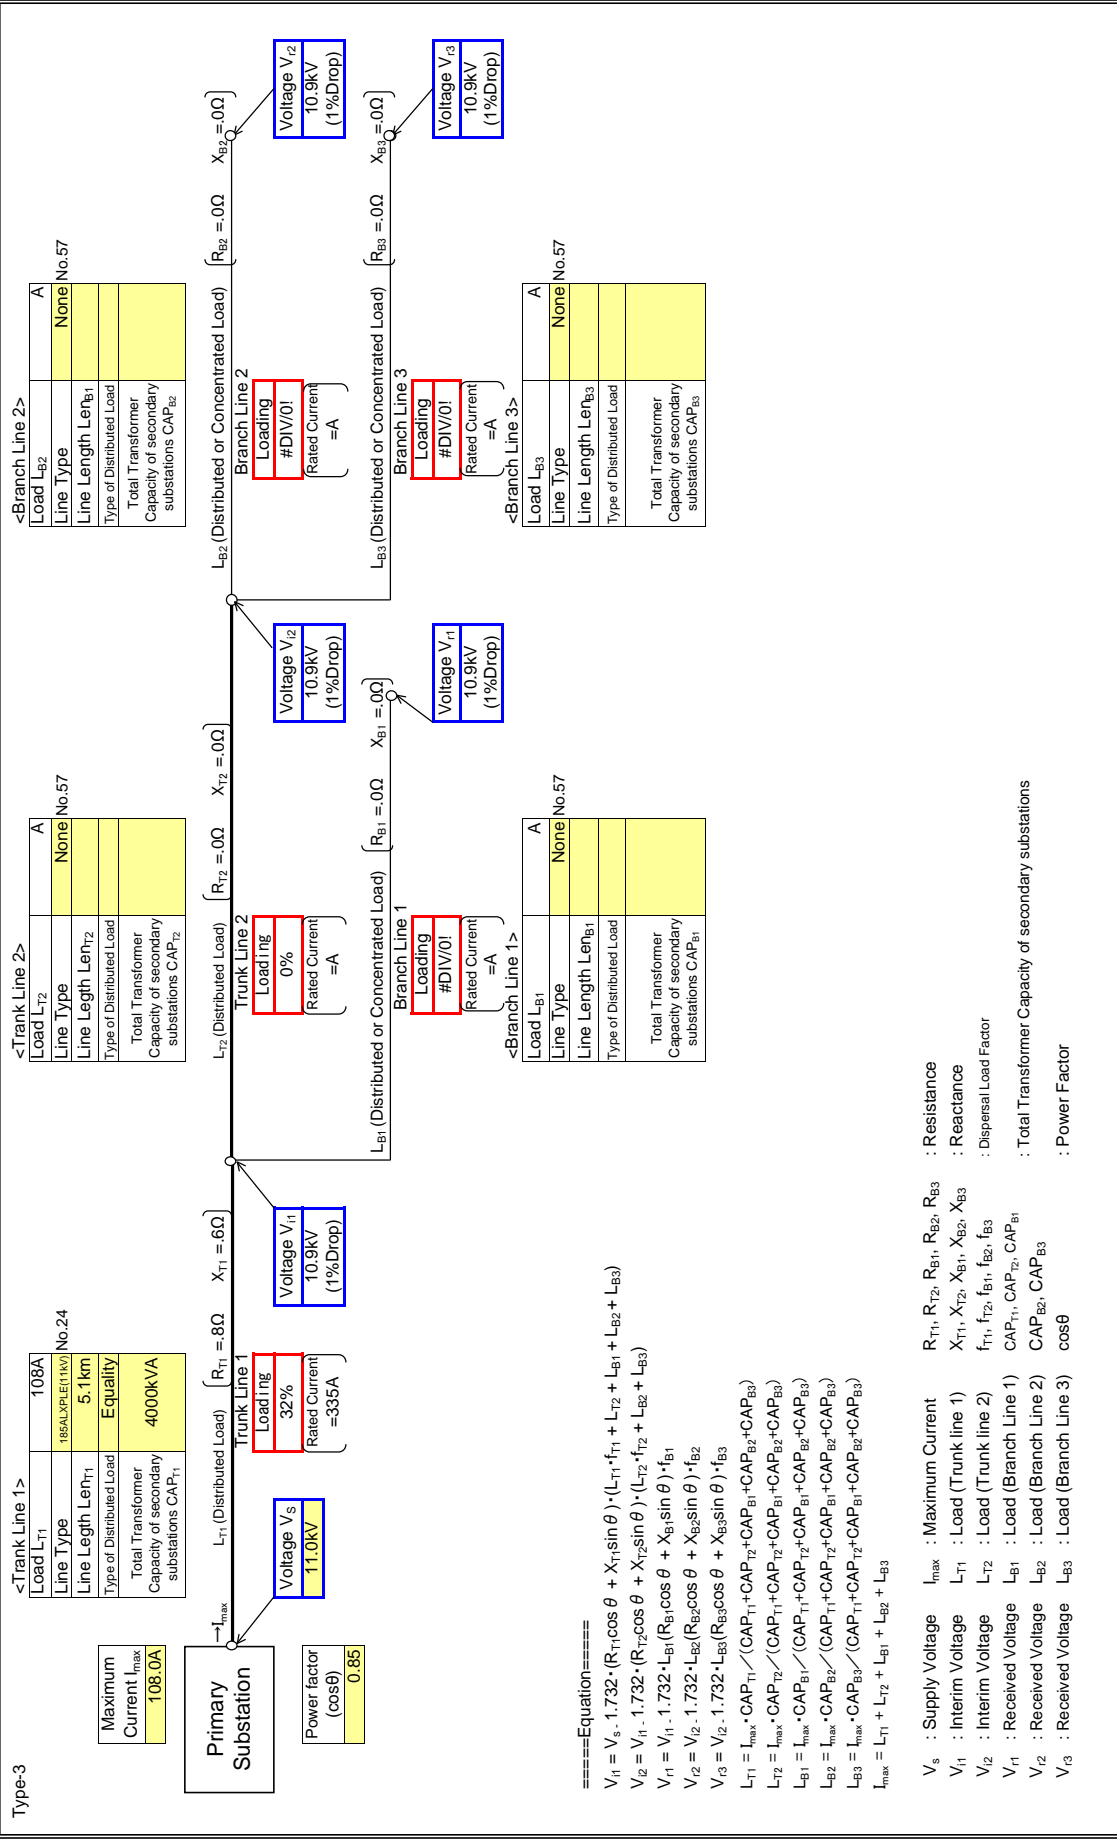 Type-3
Maximum
Current Imax
108.0A
Primary
Substation
Power factor
(cosθ)
0.85
→Imax
Voltage VS
11.0kV
<Trank Line 1>
Load LT1 108A
Line Type 185ALXPLE(11kV) No.24
Line Legth LenT1 5.1km
Type of Distributed Load Equality
Total Transformer
Capacity of secondary
substations CAPT1
4000kVA
LT1 (Distributed Load)
RT1 =.8Ω XT1 =.6Ω
Trunk Line 1
Loading
32%
Rated Current
=335A
Voltage Vi1
10.9kV
(1%Drop)
<Trank Line 2>
Load LT2 A
Line Type None No.57
Line Legth LenT2
Type of Distributed Load
Total Transformer
Capacity of secondary
substations CAPT2
LT2 (Distributed Load)
RT2 =.0Ω XT2 =.0Ω
Trunk Line 2
Loading
0%
Rated Current
=A
Voltage Vi2
10.9kV
(1%Drop)
LB1 (Distributed or Concentrated Load)
RB1 =.0Ω XB1 =.0Ω
Branch Line 1
Loading
#DIV/0!
Rated Current
=A
Voltage Vr1
10.9kV
(1%Drop)
<Branch Line 1>
Load LB1 A
Line Type None No.57
Line Length LenB1
Type of Distributed Load
Total Transformer
Capacity of secondary
substations CAPB1
<Branch Line 2>
Load LB2 A
Line Type None No.57
Line Length LenB1
Type of Distributed Load
Total Transformer
Capacity of secondary
substations CAPB2
LB2 (Distributed or Concentrated Load)
RB2 =.0Ω XB2 =.0Ω
Branch Line 2
Loading
#DIV/0!
Rated Current
=A
Voltage Vr2
10.9kV
(1%Drop)
LB3 (Distributed or Concentrated Load)
RB3 =.0Ω XB3 =.0Ω
Branch Line 3
Loading
#DIV/0!
Rated Current
=A
Voltage Vr3
10.9kV
(1%Drop)
<Branch Line 3>
Load LB3 A
Line Type None No.57
Line Length LenB3
Type of Distributed Load
Total Transformer
Capacity of secondary
substations CAPB3
=====Equation=====
Vi1 = Vs - 1.732・(RT1cos θ + XT1sin θ)・(LT1・fT1 + LT2 + LB1 + LB2 + LB3)
Vi2 = Vi1 - 1.732・(RT2cos θ + XT2sin θ)・(LT2・fT2 + LB2 + LB3)
Vr1 = Vi1 - 1.732・LB1(RB1cos θ + XB1sin θ)・fB1
Vr2 = Vi2 - 1.732・LB2(RB2cos θ + XB2sin θ)・fB2
Vr3 = Vi2 - 1.732・LB3(RB3cos θ + XB3sin θ)・fB3
LT1 = Imax・CAPT1／(CAPT1+CAPT2+CAPB1+CAPB2+CAPB3)
LT2 = Imax・CAPT2／(CAPT1+CAPT2+CAPB1+CAPB2+CAPB3)
LB1 = Imax・CAPB1／(CAPT1+CAPT2+CAPB1+CAPB2+CAPB3)
LB2 = Imax・CAPB2／(CAPT1+CAPT2+CAPB1+CAPB2+CAPB3)
LB3 = Imax・CAPB3／(CAPT1+CAPT2+CAPB1+CAPB2+CAPB3)
Imax = LT1 + LT2 + LB1 + LB2 + LB3
Vs : Supply Voltage Imax : Maximum Current RT1, RT2, RB1, RB2, RB3 : Resistance
Vi1 : Interim Voltage LT1 : Load (Trunk line 1) XT1, XT2, XB1, XB2, XB3 : Reactance
Vi2 : Interim Voltage LT2 : Load (Trunk line 2) fT1, fT2, fB1, fB2, fB3 : Dispersal Load Factor
Vr1 : Received Voltage LB1 : Load (Branch Line 1) CAPT1, CAPT2, CAPB1 : Total Transformer Capacity of secondary substations
Vr2 : Received Voltage LB2 : Load (Branch Line 2) CAPB2, CAPB3
Vr3 : Received Voltage LB3 : Load (Branch Line 3) cosθ : Power Factor